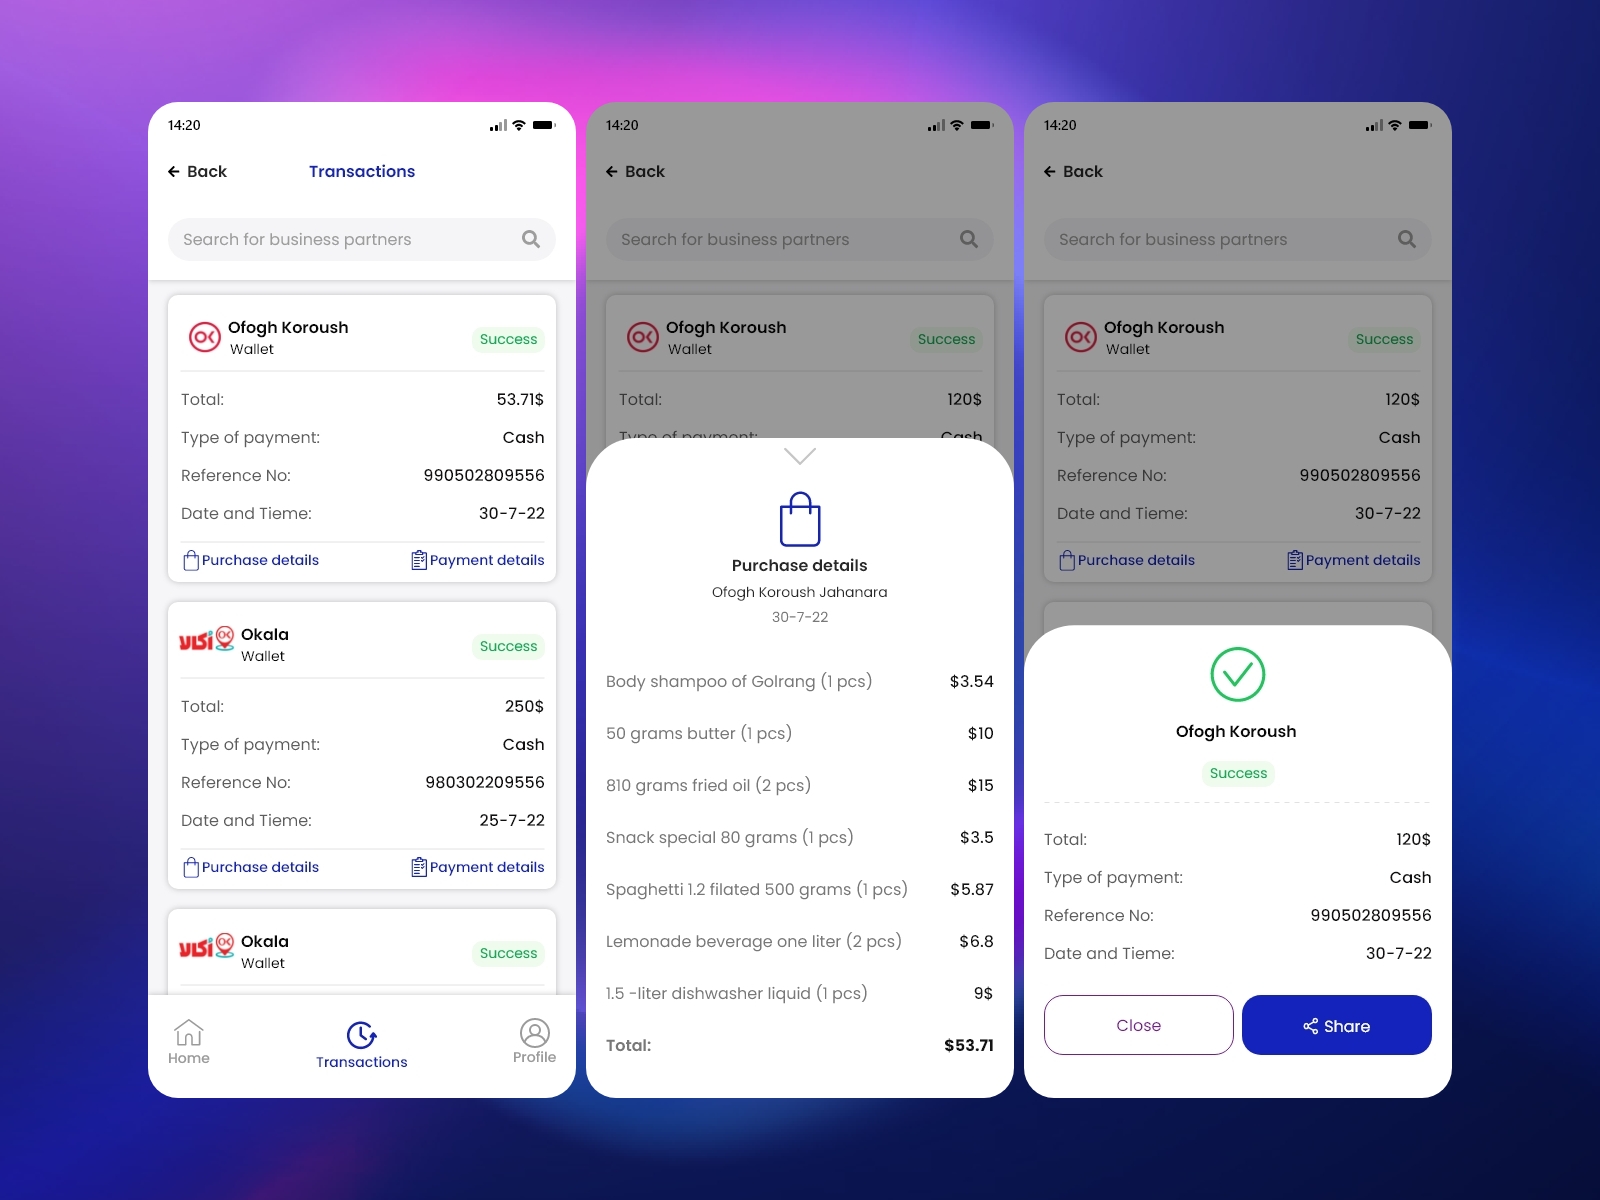 14:20
Back
Transactions
Search for business partners
OK
Ofogh Koroush
Wallet
Success
Total:
53.71$
Type of payment:
Cash
Reference No:
990502809556
Date and Tieme:
30-7-22
Purchase details
Payment details
اکالا
OK
Okala
Wallet
Success
Total:
250$
Type of payment:
Cash
Reference No:
980302209556
Date and Tieme:
25-7-22
Purchase details
Payment details
اکالا
OK
Okala
Wallet
Success
Home
Transactions
Profile
14:20
Back
Search for business partners
OK
Ofogh Koroush
Wallet
Success
Total:
120$
Type of payment:
Cash
Purchase details
Ofogh Koroush Jahanara
30-7-22
Body shampoo of Golrang (1 pcs)
$3.54
50 grams butter (1 pcs)
$10
810 grams fried oil (2 pcs)
$15
Snack special 80 grams (1 pcs)
$3.5
Spaghetti 1.2 filated 500 grams (1 pcs)
$5.87
Lemonade beverage one liter (2 pcs)
$6.8
1.5 -liter dishwasher liquid (1 pcs)
9$
Total:
$53.71
14:20
Back
Search for business partners
OK
Ofogh Koroush
Wallet
Success
Total:
120$
Type of payment:
Cash
Reference No:
990502809556
Date and Tieme:
30-7-22
Purchase details
Payment details
Ofogh Koroush
Success
Total:
120$
Type of payment:
Cash
Reference No:
990502809556
Date and Tieme:
30-7-22
Close
Share